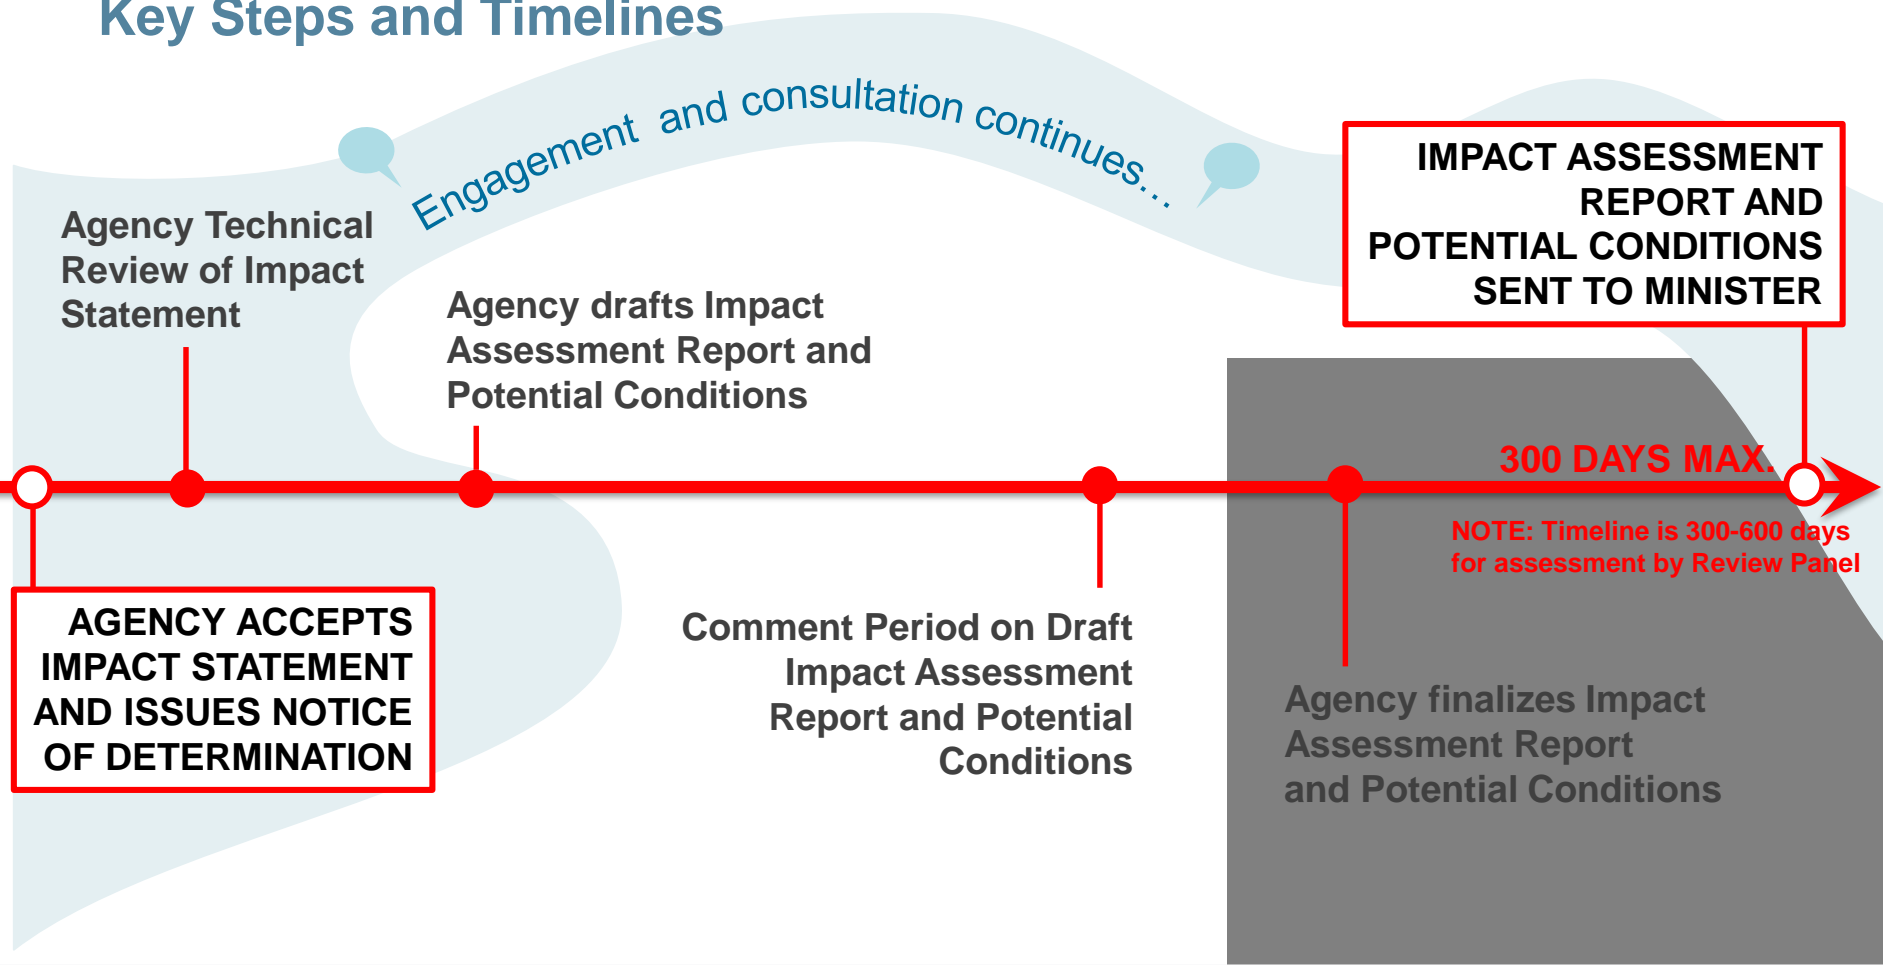 Key Steps and Timelines
Engagement and consultation continues...
Agency Technical
Review of Impact
Statement
Agency drafts Impact
Assessment Report and
Potential Conditions
IMPACT ASSESSMENT
REPORT AND
POTENTIAL CONDITIONS
SENT TO MINISTER
300 DAYS MAX.
NOTE: Timeline is 300-600 days
for assessment by Review Panel
AGENCY ACCEPTS
IMPACT STATEMENT
AND ISSUES NOTICE
OF DETERMINATION
Comment Period on Draft
Impact Assessment
Report and Potential
Conditions
Agency finalizes Impact
Assessment Report
and Potential Conditions